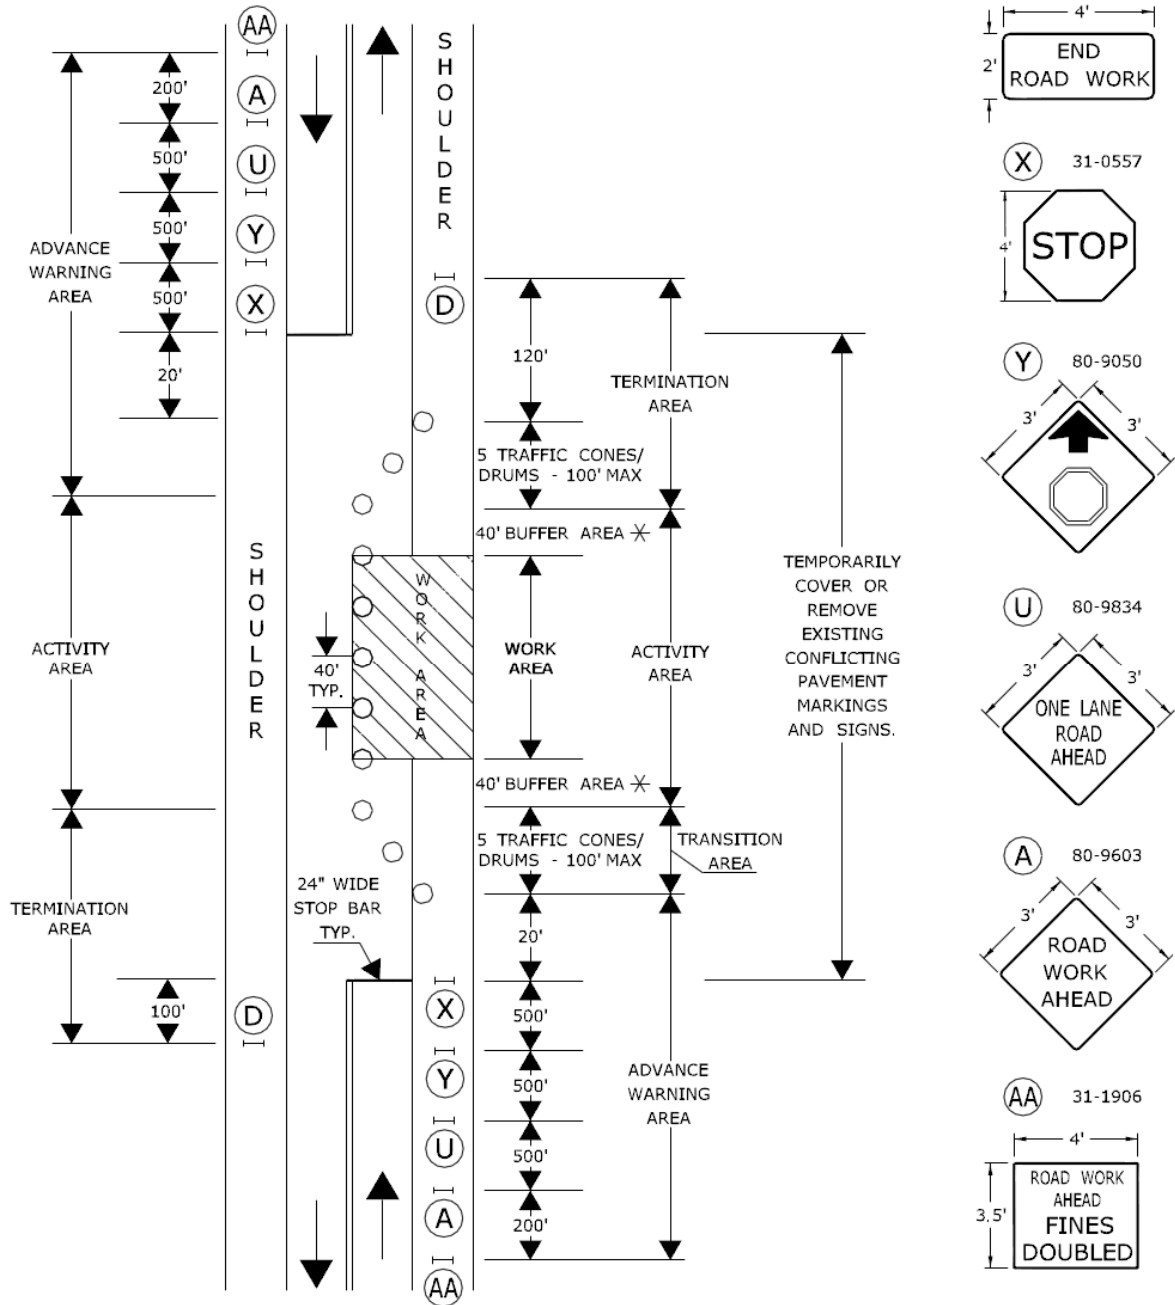 AA
A
U
Y
X
200'
500'
500'
500'
20'
ADVANCE
WARNING
AREA
ACTIVITY
AREA
TERMINATION
AREA
100'
D
SHOULDER
SHOULDER
D
120'
TERMINATION
AREA
5 TRAFFIC CONES/
DRUMS - 100' MAX
40' BUFFER AREA *
WORK AREA
40'
TYP.
WORK
AREA
ACTIVITY
AREA
40' BUFFER AREA *
5 TRAFFIC CONES/
DRUMS - 100' MAX
TRANSITION
AREA
24" WIDE
STOP BAR
TYP.
20'
X
500'
Y
500'
U
500'
A
200'
AA
ADVANCE
WARNING
AREA
TEMPORARILY
COVER OR
REMOVE
EXISTING
CONFLICTING
PAVEMENT
MARKINGS
AND SIGNS.
4'
2'
END
ROAD WORK
X 31-0557
4'
STOP
Y 80-9050
3' 3'
U 80-9834
3' 3'
ONE LANE
ROAD
AHEAD
A 80-9603
3' 3'
ROAD
WORK
AHEAD
AA 31-1906
4'
3.5'
ROAD WORK
AHEAD
FINES
DOUBLED